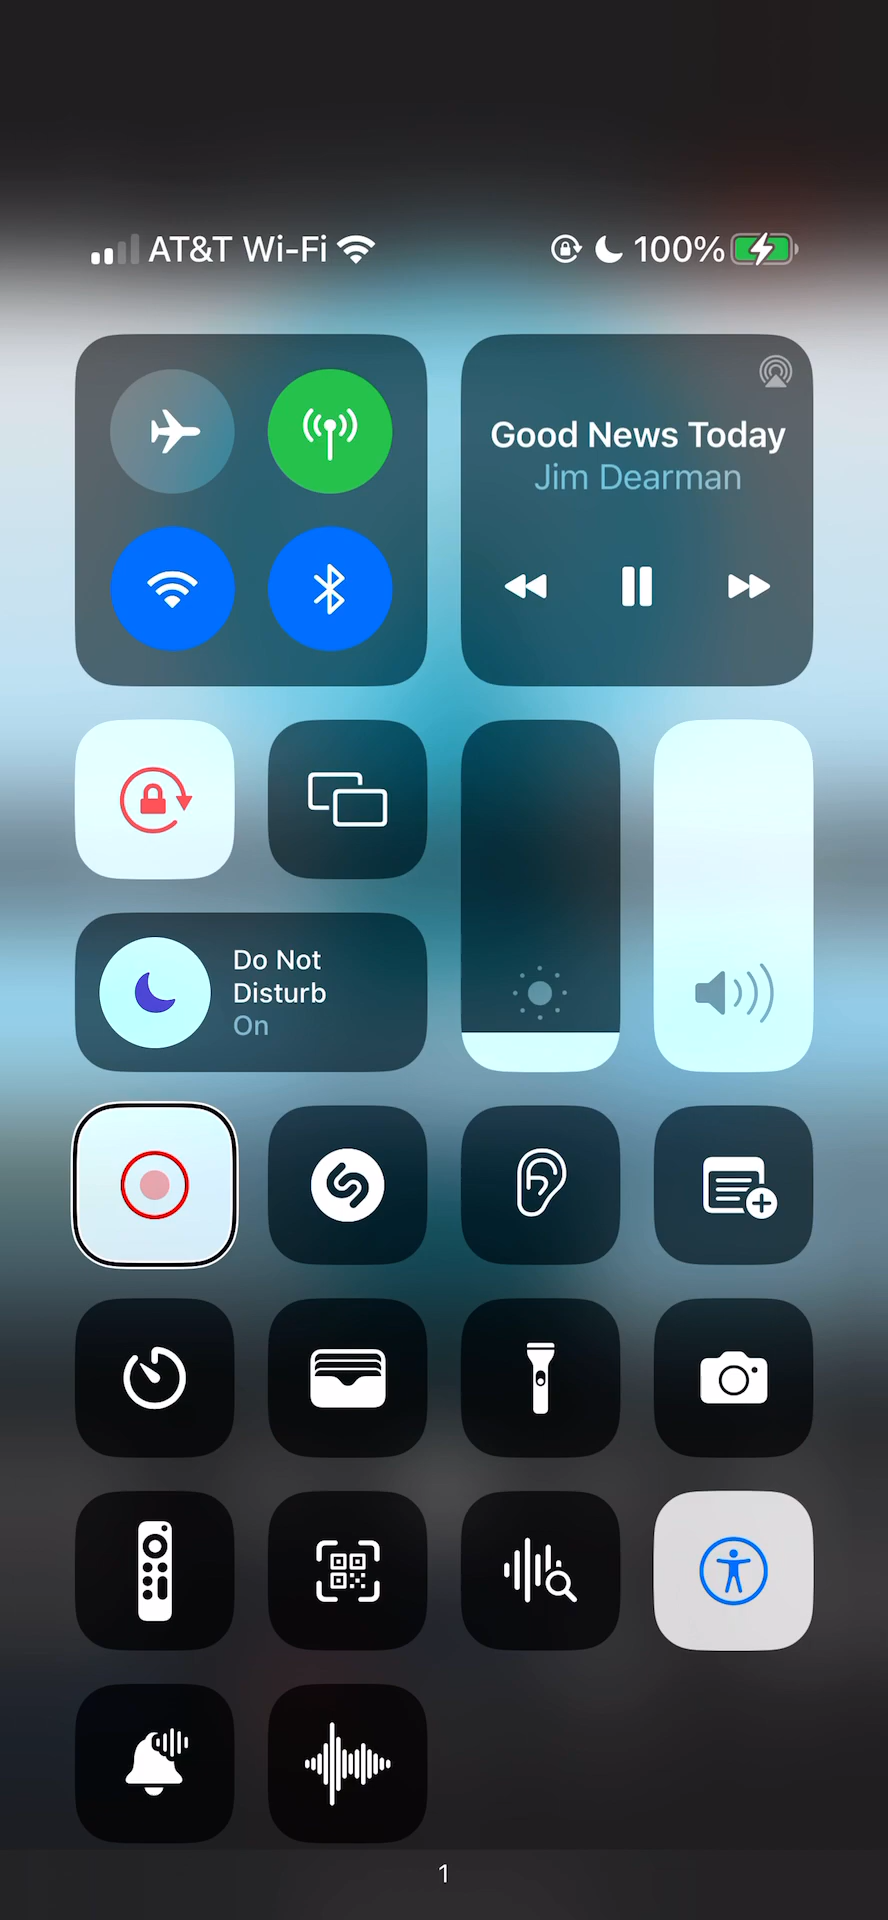 AT&T Wi-Fi 100%
Good News Today
Jim Dearman
Do Not
Disturb
On
1